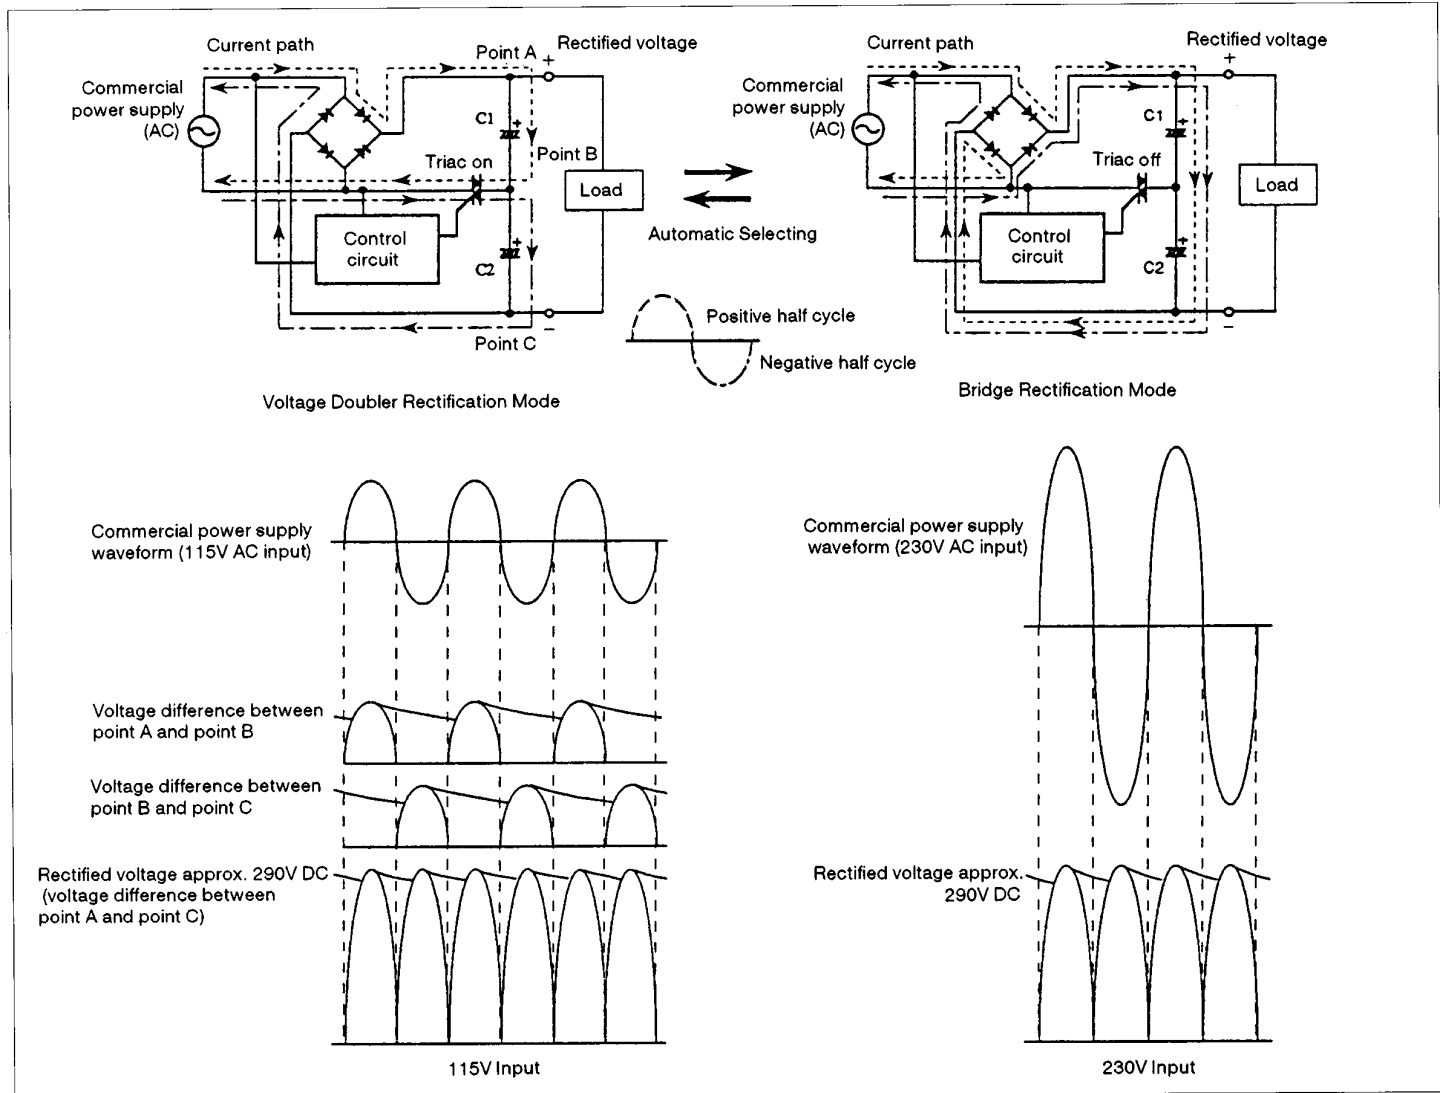 Current path
Point A
+
Rectified voltage
Commercial
power supply
(AC)
C1
+
Triac on
Point B
Load
Control
circuit
C2
+
Point C
−
Voltage Doubler Rectification Mode
Automatic Selecting
Positive half cycle
Negative half cycle
Current path
Rectified voltage
+
Commercial
power supply
(AC)
C1
+
Triac off
Load
Control
circuit
C2
+
−
Bridge Rectification Mode
Commercial power supply
waveform (115V AC input)
Voltage difference between
point A and point B
Voltage difference between
point B and point C
Rectified voltage approx. 290V DC
(voltage difference between
point A and point C)
115V Input
Commercial power supply
waveform (230V AC input)
Rectified voltage approx.
290V DC
230V Input